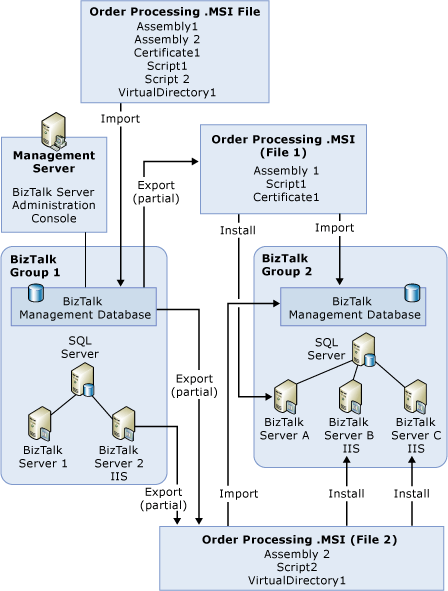 Order Processing .MSI File
Assembly1
Assembly 2
Certificate1
Script1
Script 2
VirtualDirectory1
Import
Management
Server
BizTalk Server
Administration
Console
Export
(partial)
Order Processing .MSI
(File 1)
Assembly 1
Script1
Certificate1
Install
Import
BizTalk
Group 1
BizTalk
Management Database
SQL
Server
BizTalk
Server 1
BizTalk
Server 2
IIS
Export
(partial)
Export
(partial)
BizTalk
Group 2
BizTalk
Management Database
SQL
Server
BizTalk
Server A
BizTalk
Server B
IIS
BizTalk
Server C
IIS
Import
Install
Install
Order Processing .MSI (File 2)
Assembly 2
Script2
VirtualDirectory1